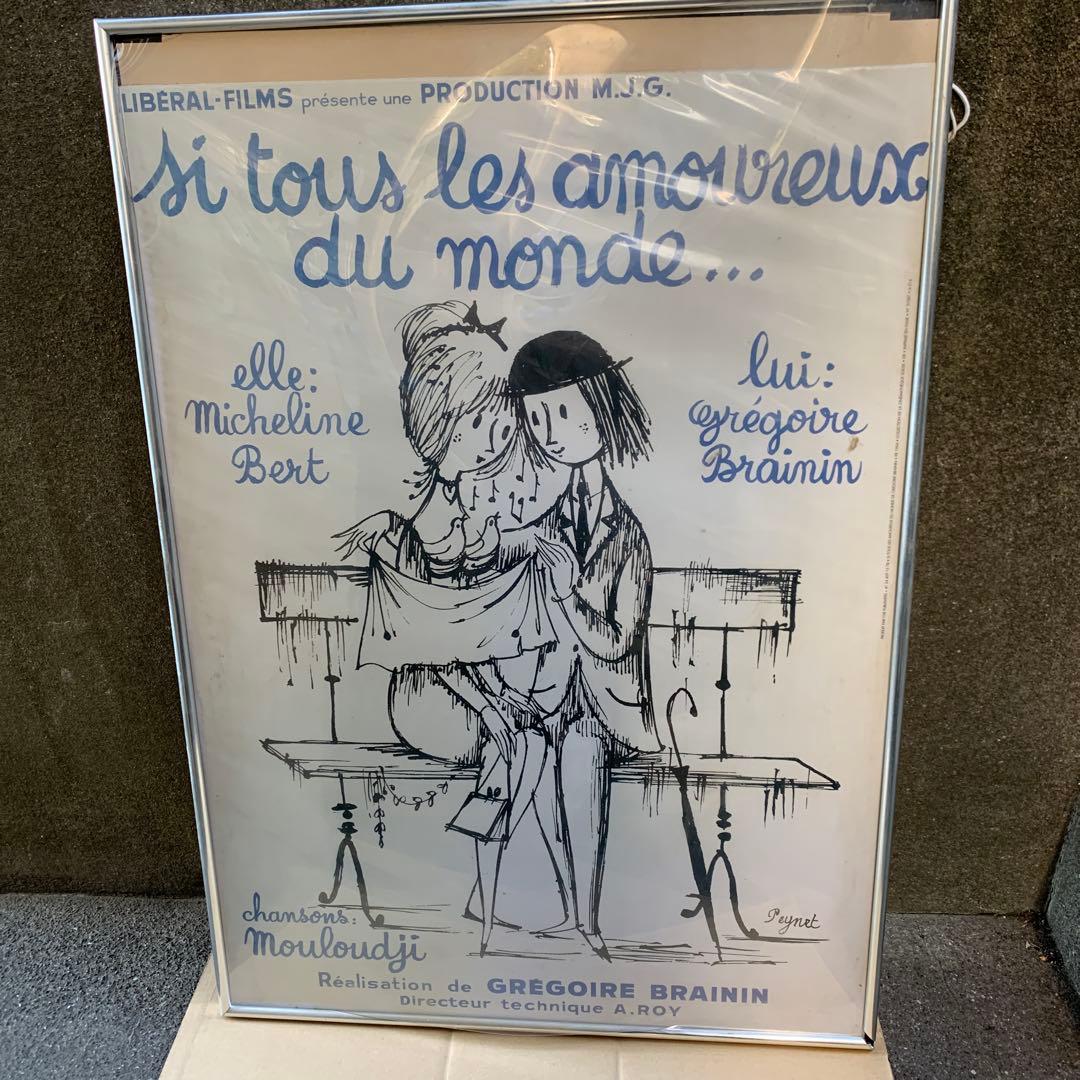 LIBÉRAL-FILMS présente une PRODUCTION M.J.G.
si tous les amoureux
du monde...
elle:
Micheline
Bert
lui:
Grégoire
Brainin
chansons:
Mouloudji
Peynet
Réalisation de GRÉGOIRE BRAININ
Directeur technique A.ROY